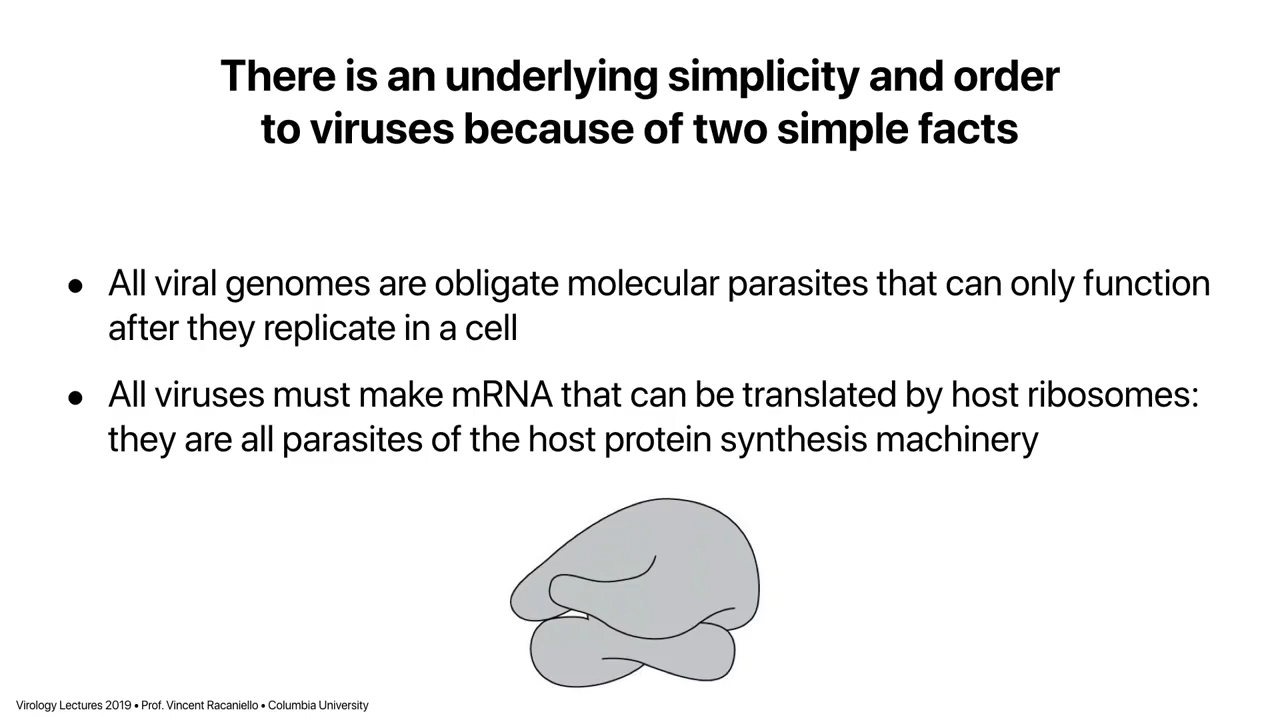 There is an underlying simplicity and order
to viruses because of two simple facts
● All viral genomes are obligate molecular parasites that can only function
after they replicate in a cell
● All viruses must make mRNA that can be translated by host ribosomes:
they are all parasites of the host protein synthesis machinery
Virology Lectures 2019 • Prof. Vincent Racaniello • Columbia University